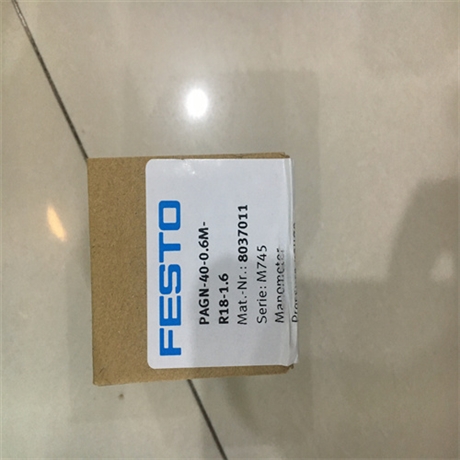 FESTO
PAGN-40-0.6M-
R18-1.6
Mat.-Nr.: 8037011
Serie: M745
Manometer